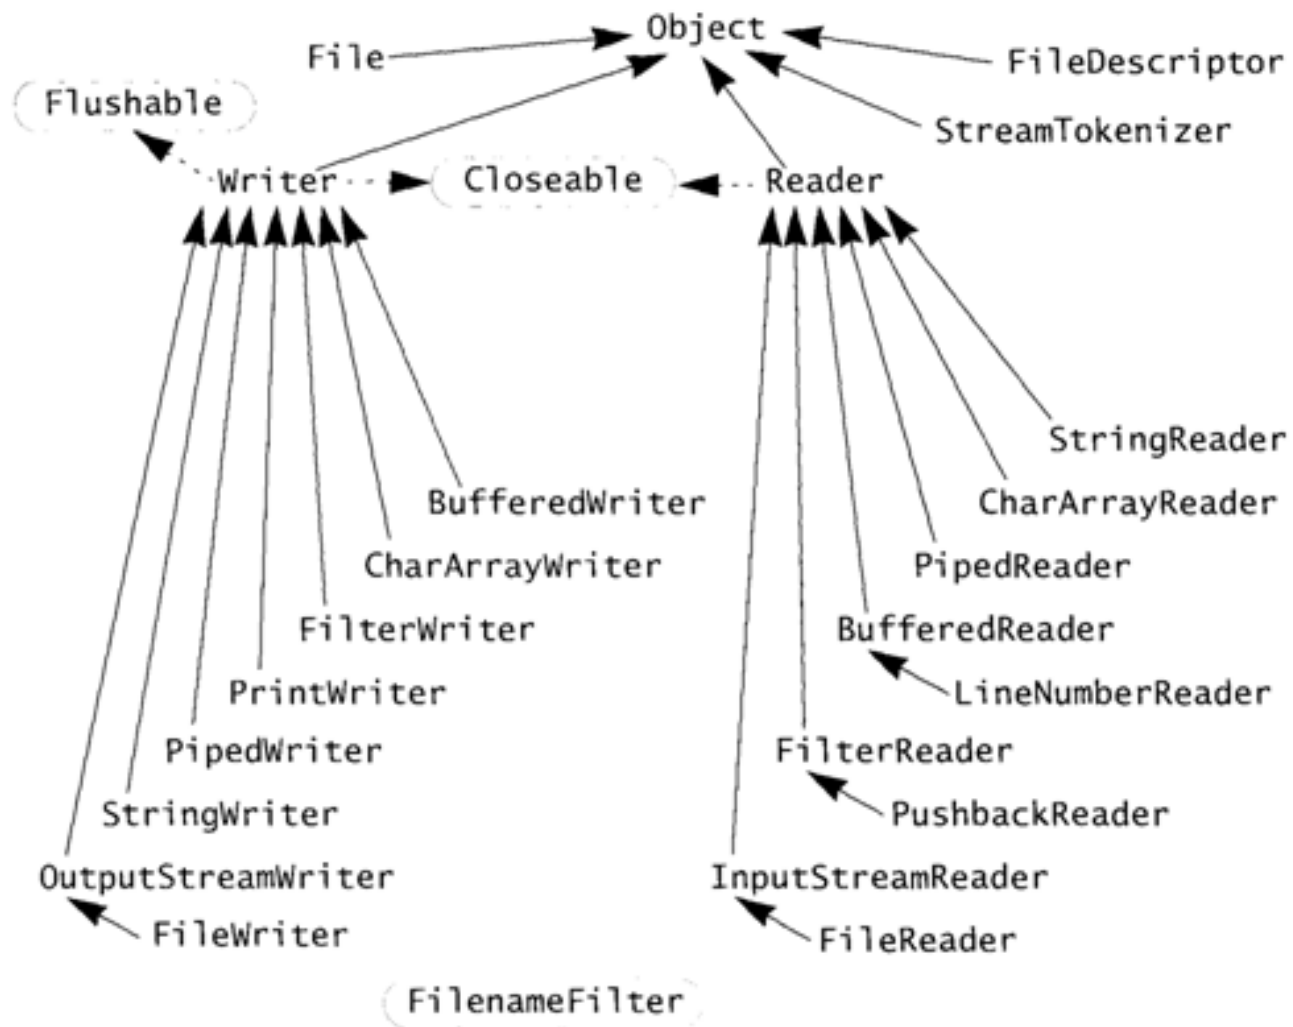 Object
File
FileDescriptor
Flushable
StreamTokenizer
Writer
Closeable
Reader
StringReader
BufferedWriter
CharArrayReader
CharArrayWriter
PipedReader
FilterWriter
BufferedReader
PrintWriter
LineNumberReader
PipedWriter
FilterReader
StringWriter
PushbackReader
OutputStreamWriter
InputStreamReader
FileWriter
FileReader
FilenameFilter